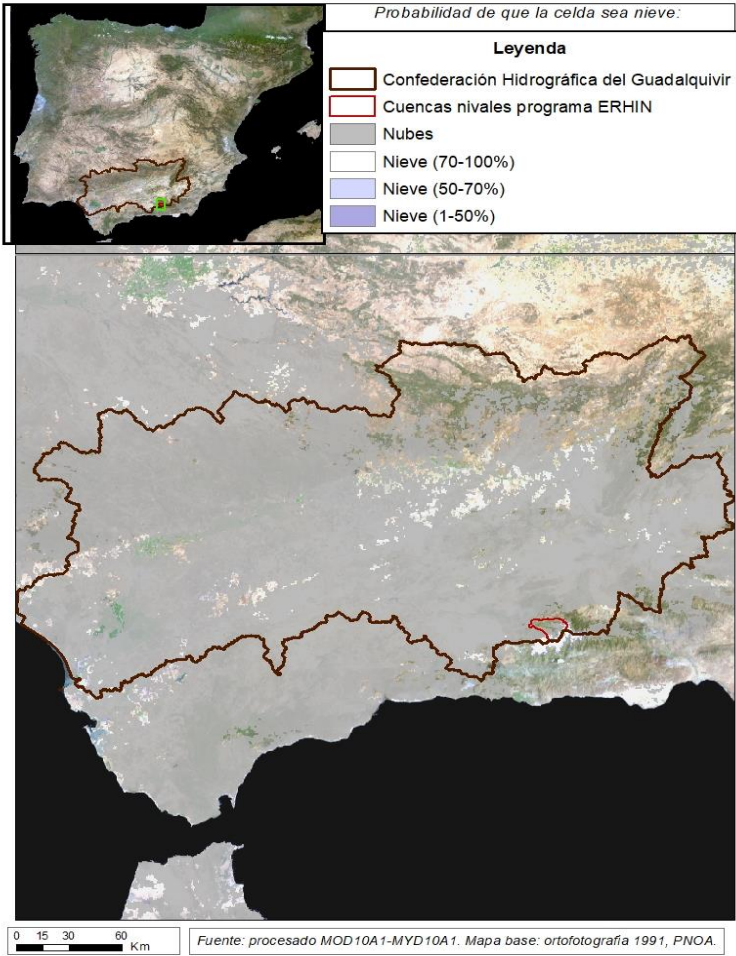 Probabilidad de que la celda sea nieve:
Leyenda
Confederación Hidrográfica del Guadalquivir
Cuencas nivales programa ERHIN
Nubes
Nieve (70-100%)
Nieve (50-70%)
Nieve (1-50%)
0 15 30 60
Km
Fuente: procesado MOD10A1-MYD10A1. Mapa base: ortofotografía 1991, PNOA.